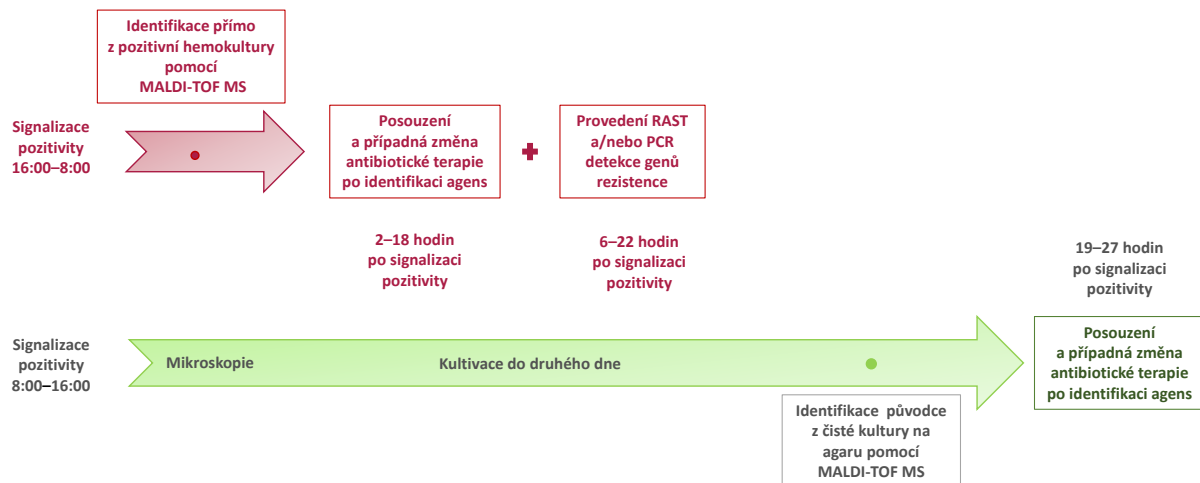 Identifikace přímo
z pozitivní hemokultury
pomocí
MALDI-TOF MS
Signalizace
pozitivity
16:00–8:00
Posouzení
a případná změna
antibiotické terapie
po identifikaci agens
Provedení RAST
a/nebo PCR
detekce genů
rezistence
2–18 hodin
po signalizaci
pozitivity
6–22 hodin
po signalizaci
pozitivity
19–27 hodin
po signalizaci
pozitivity
Signalizace
pozitivity
8:00–16:00
Mikroskopie
Kultivace do druhého dne
Posouzení
a případná změna
antibiotické terapie
po identifikaci agens
Identifikace původce
z čisté kultury na
agaru pomocí
MALDI-TOF MS